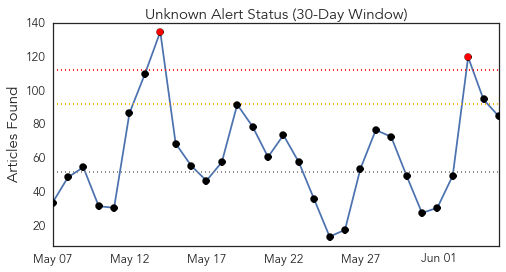 Unknown Alert Status (30-Day Window)
Articles Found
140
120
100
80
60
40
20
May 07 May 12 May 17 May 22 May 27 Jun 01